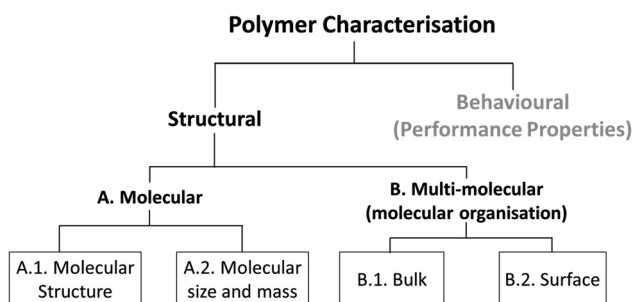 Polymer Characterisation
Behavioural
(Performance Properties)
Structural
A. Molecular
B. Multi-molecular
(molecular organisation)
A.1. Molecular
Structure
A.2. Molecular
size and mass
B.1. Bulk
B.2. Surface